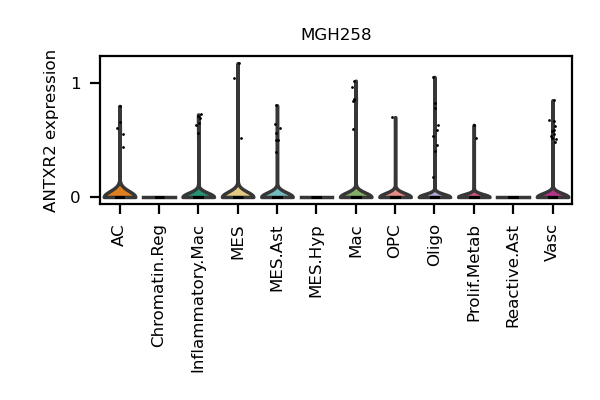 MGH258
ANTXR2 expression
1
0
AC
Chromatin.Reg
Inflammatory.Mac
MES
MES.Ast
MES.Hyp
Mac
OPC
Oligo
Prolif.Metab
Reactive.Ast
Vasc